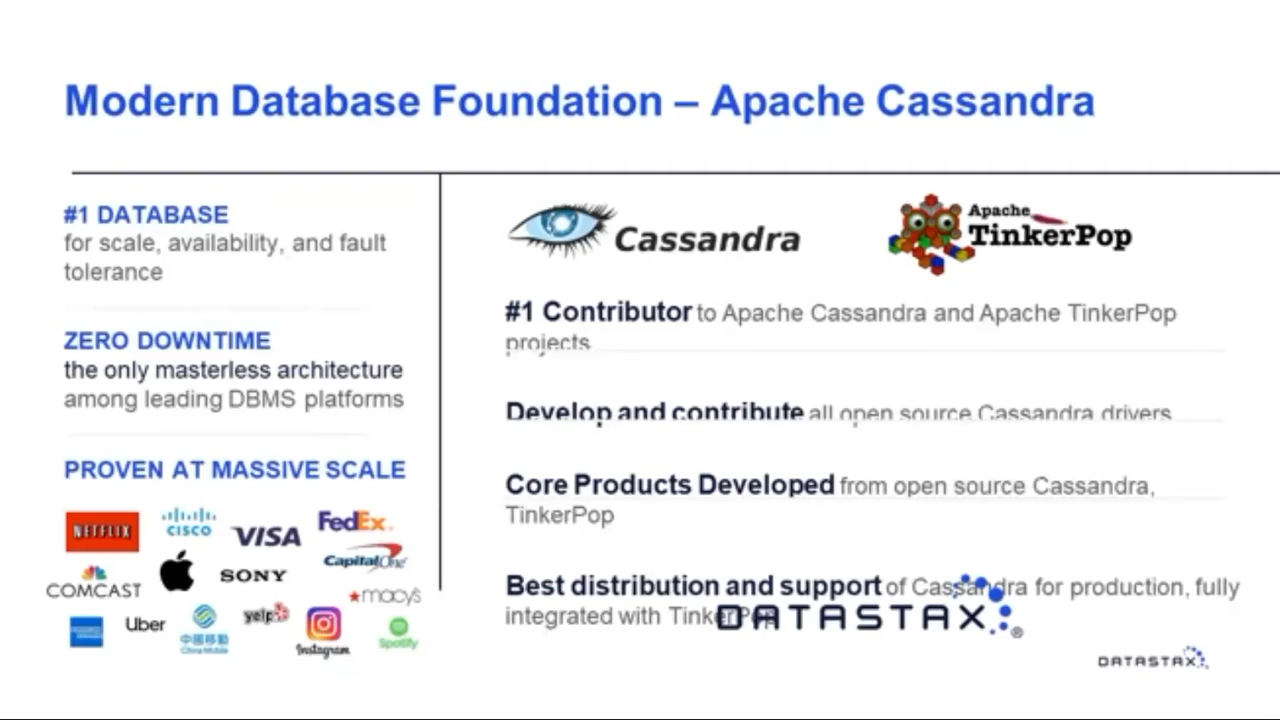 Modern Database Foundation – Apache Cassandra
#1 DATABASE
for scale, availability, and fault
tolerance
ZERO DOWNTIME
the only masterless architecture
among leading DBMS platforms
PROVEN AT MASSIVE SCALE
NETFLIX
CISCO
VISA
FedEx
Capital One
COMCAST
SONY
macy's
Uber
中国移动
China Mobile
yelp
Instagram
Spotify
Cassandra
Apache
TinkerPop
#1 Contributor to Apache Cassandra and Apache TinkerPop
projects
Develop and contribute all open source Cassandra drivers
Core Products Developed from open source Cassandra,
TinkerPop
Best distribution and support of Cassandra for production, fully
integrated with TinkerPop
DATASTAX®
DATASTAX